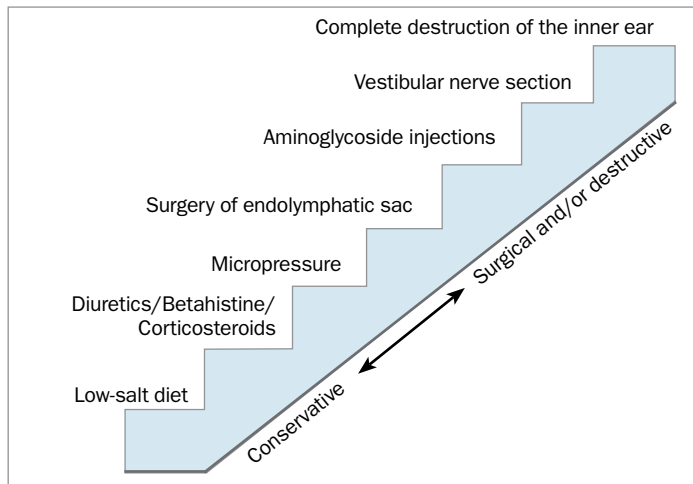 Complete destruction of the inner ear
Vestibular nerve section
Aminoglycoside injections
Surgery of endolymphatic sac
Micropressure
Diuretics/Betahistine/
Corticosteroids
Low-salt diet
Conservative
Surgical and/or destructive